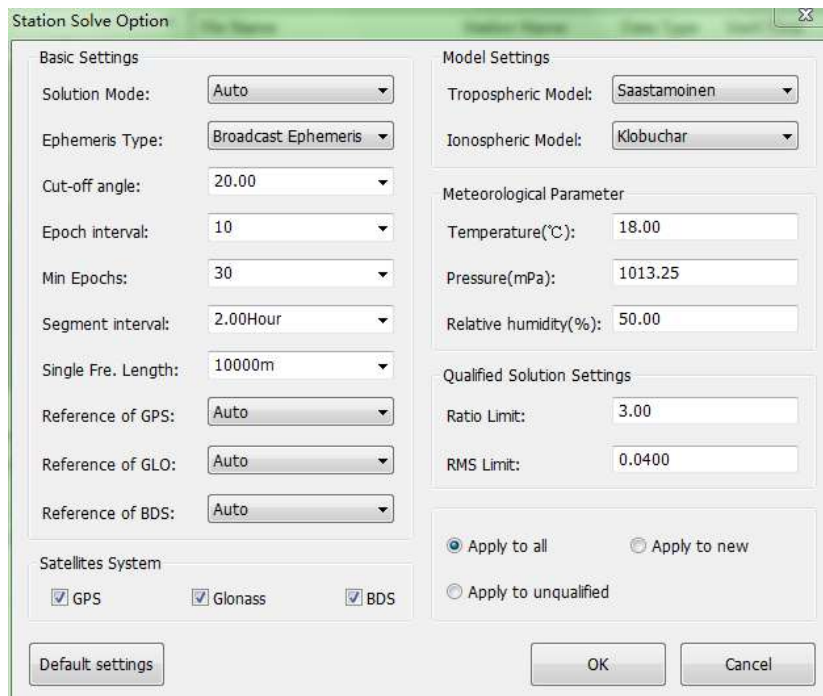 Station Solve Option
Basic Settings
Solution Mode: Auto
Ephemeris Type: Broadcast Ephemeris
Cut-off angle: 20.00
Epoch interval: 10
Min Epochs: 30
Segment interval: 2.00Hour
Single Fre. Length: 10000m
Reference of GPS: Auto
Reference of GLO: Auto
Reference of BDS: Auto
Satellites System
GPS Glonass BDS
Model Settings
Tropospheric Model: Saastamoinen
Ionospheric Model: Klobuchar
Meteorological Parameter
Temperature(℃): 18.00
Pressure(mPa): 1013.25
Relative humidity(%): 50.00
Qualified Solution Settings
Ratio Limit: 3.00
RMS Limit: 0.0400
Apply to all Apply to new
Apply to unqualified
Default settings OK Cancel